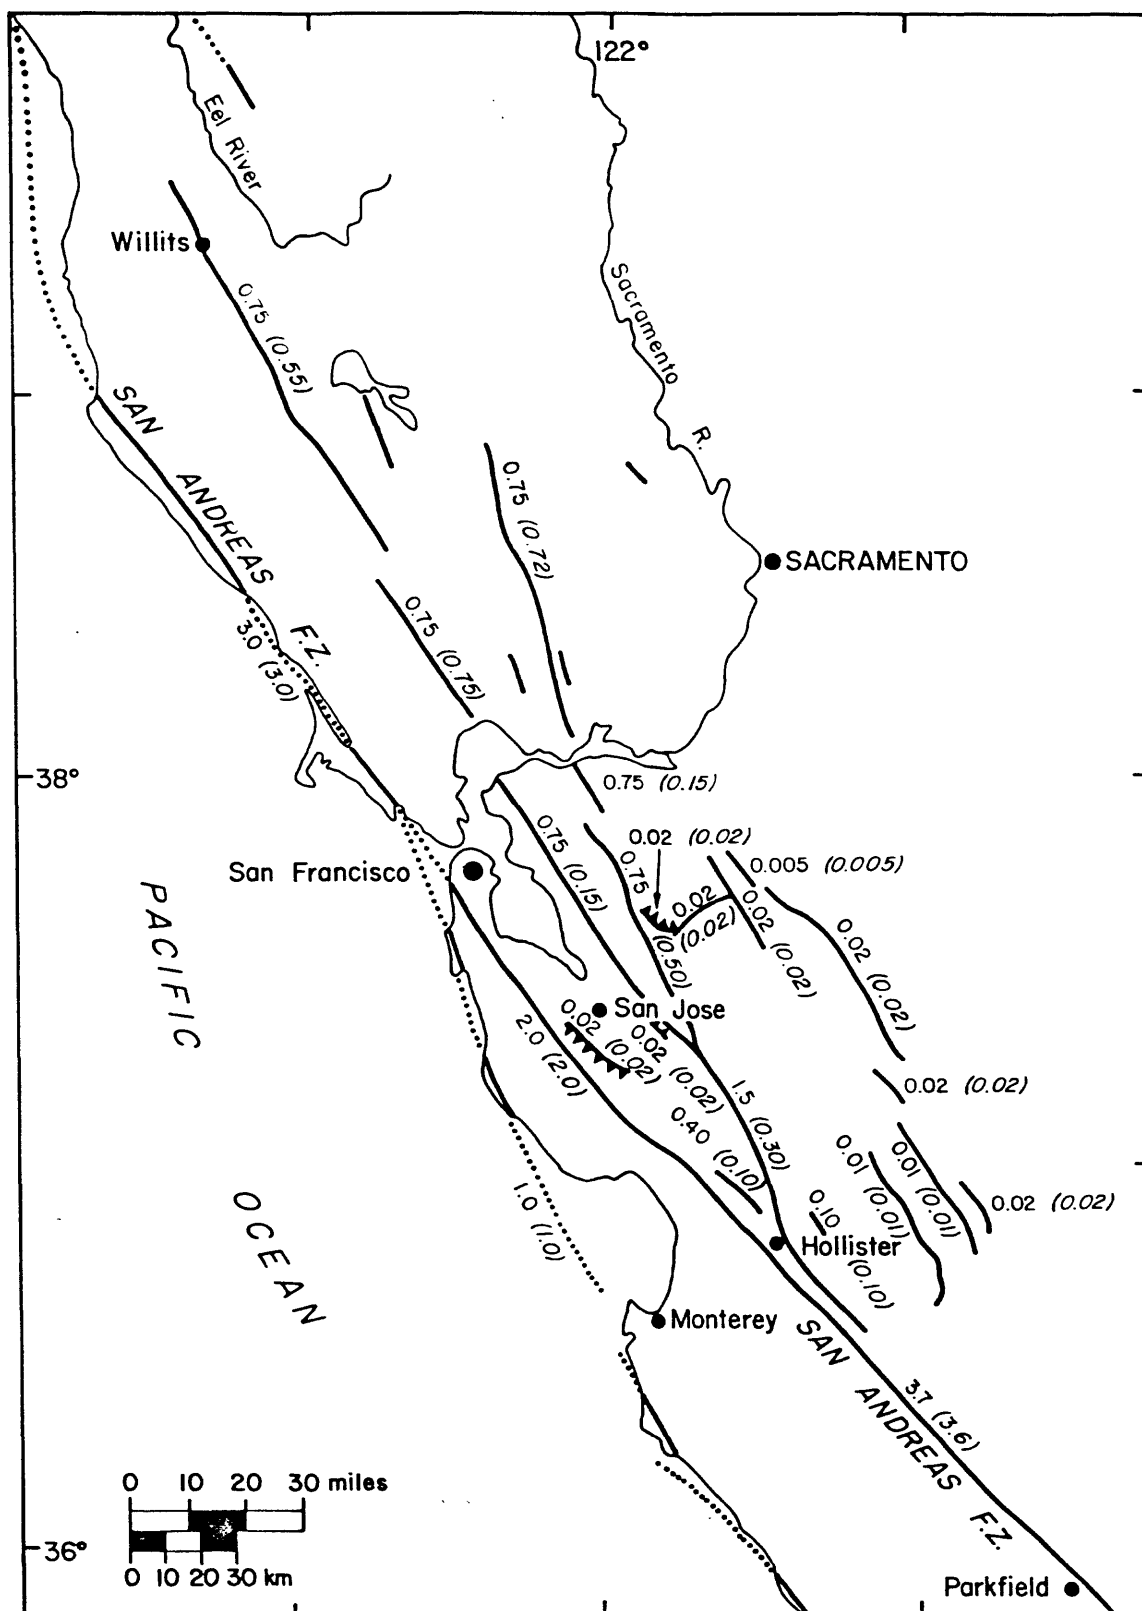 122°
Eel River
Willits
Sacramento R.
0.75 (0.55)
SAN ANDREAS F.Z.
0.75 (0.72)
SACRAMENTO
0.75 (0.75)
3.0 (3.0)
38°
0.75 (0.15)
0.02 (0.02)
0.75 (0.15)
0.75 (0.50)
0.005 (0.005)
San Francisco
0.02 (0.02)
0.02 (0.02)
0.02 (0.02)
PACIFIC OCEAN
San Jose
2.0 (2.0)
0.02 (0.02)
0.02 (0.02)
0.02 (0.02)
1.5 (0.30)
0.40 (0.10)
0.01 (0.01)
0.01 (0.01)
0.02 (0.02)
1.0 (1.0)
0.10 (0.10)
Hollister
Monterey
SAN ANDREAS F.Z.
3.7 (3.6)
0 10 20 30 miles
0 10 20 30 km
36°
Parkfield